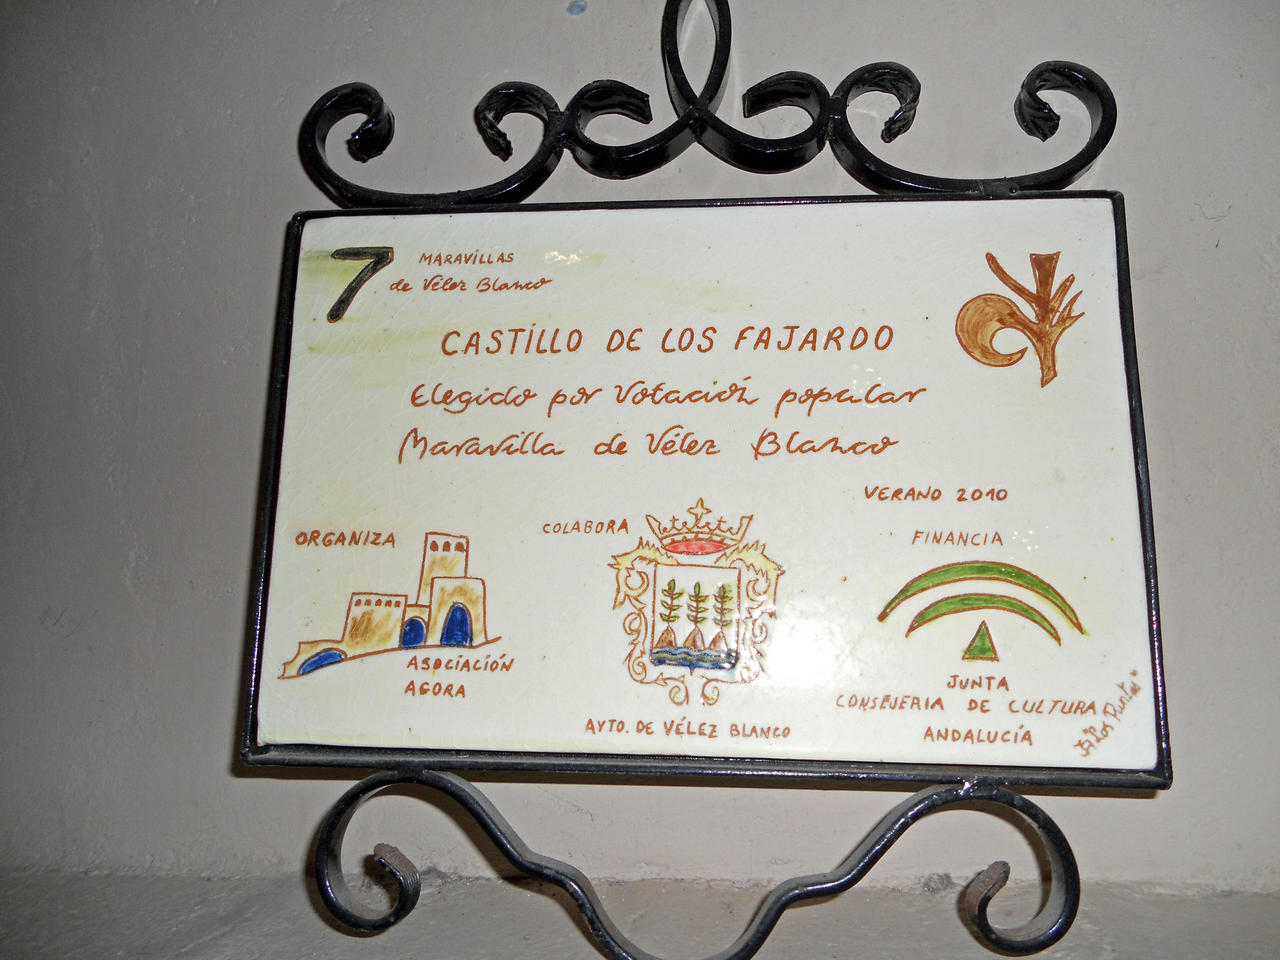 7 MARAVILLAS
de Vélez Blanco
CASTILLO DE LOS FAJARDO
Elegido por Votación popular
Maravilla de Vélez Blanco
VERANO 2010
ORGANIZA
ASOCIACIÓN
AGORA
COLABORA
AYTO. DE VÉLEZ BLANCO
FINANCIA
JUNTA
CONSEJERIA DE CULTURA
ANDALUCÍA